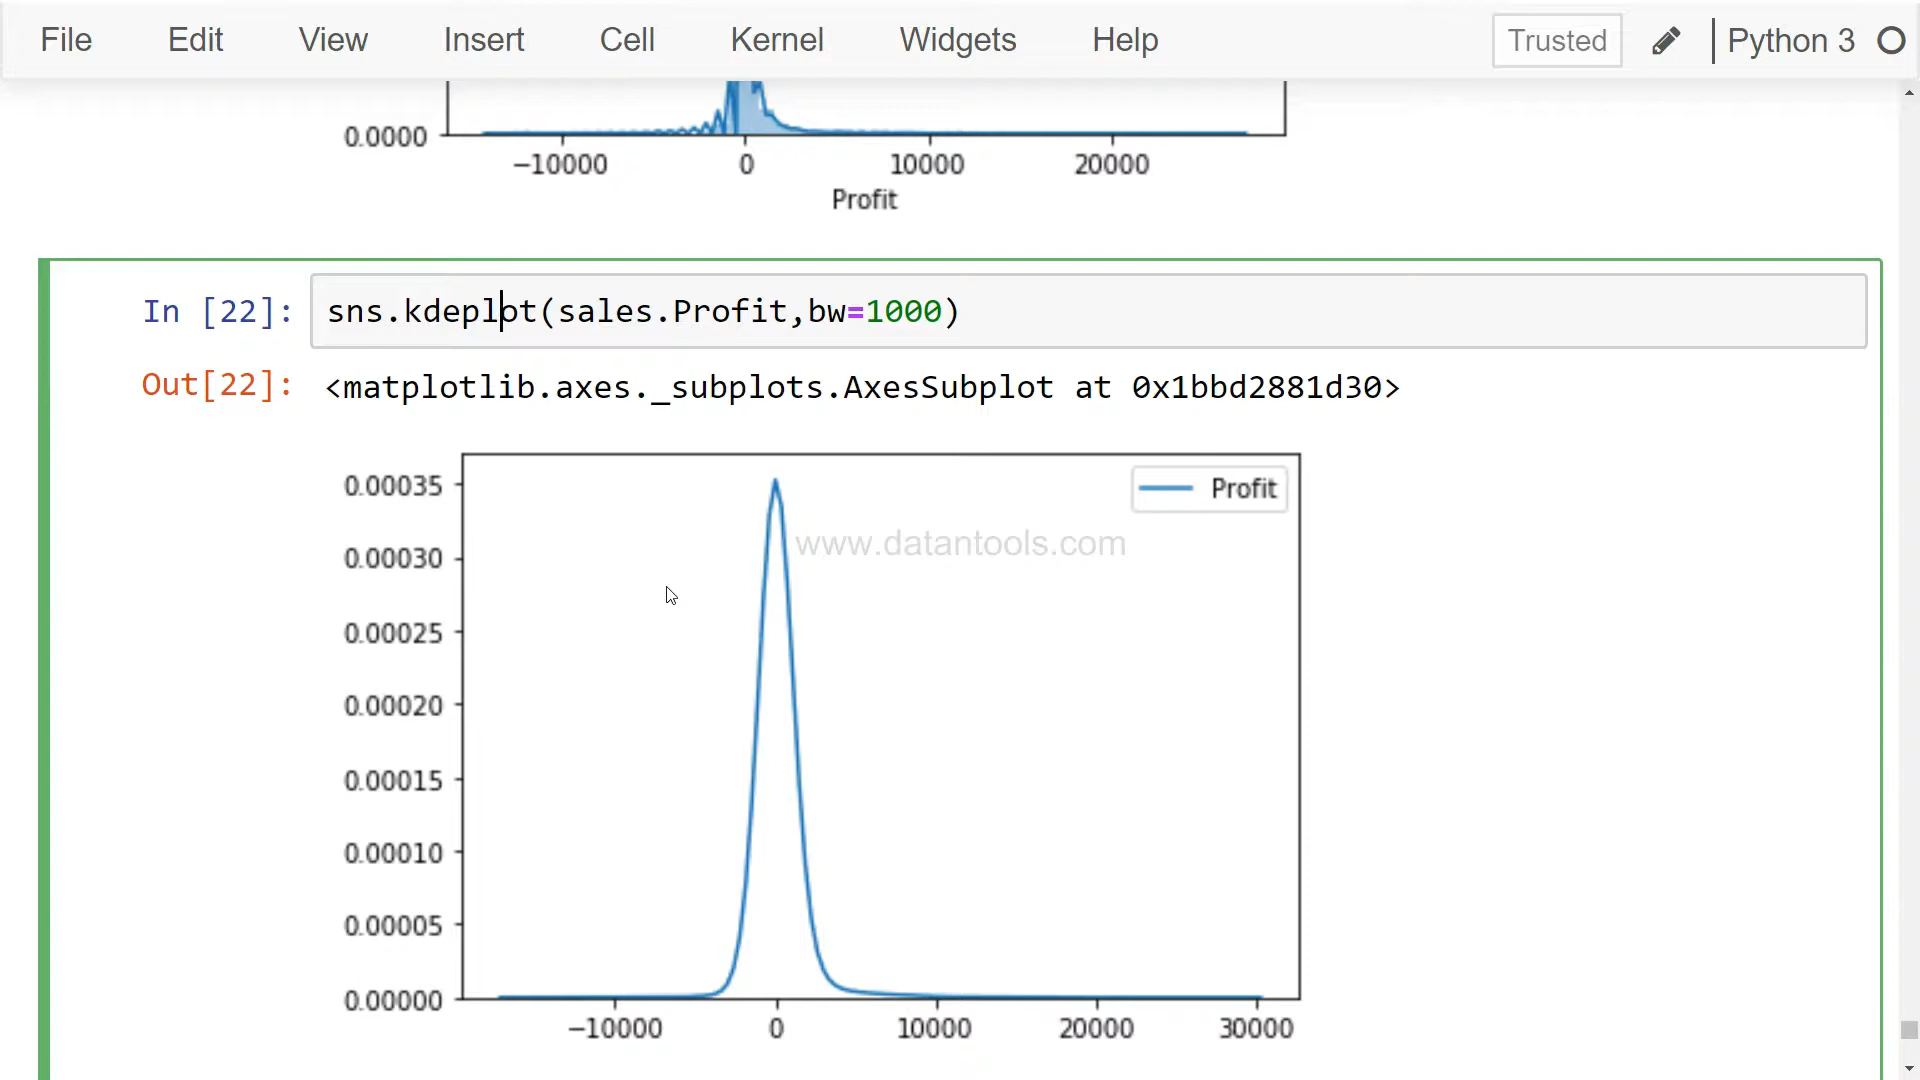 File Edit View Insert Cell Kernel Widgets Help Trusted Python 3
0.0000
−10000 0 10000 20000
Profit
In [22]: sns.kdeplot(sales.Profit,bw=1000)
Out[22]: <matplotlib.axes._subplots.AxesSubplot at 0x1bbd2881d30>
0.00035
Profit
www.datantools.com
0.00030
0.00025
0.00020
0.00015
0.00010
0.00005
0.00000
−10000 0 10000 20000 30000